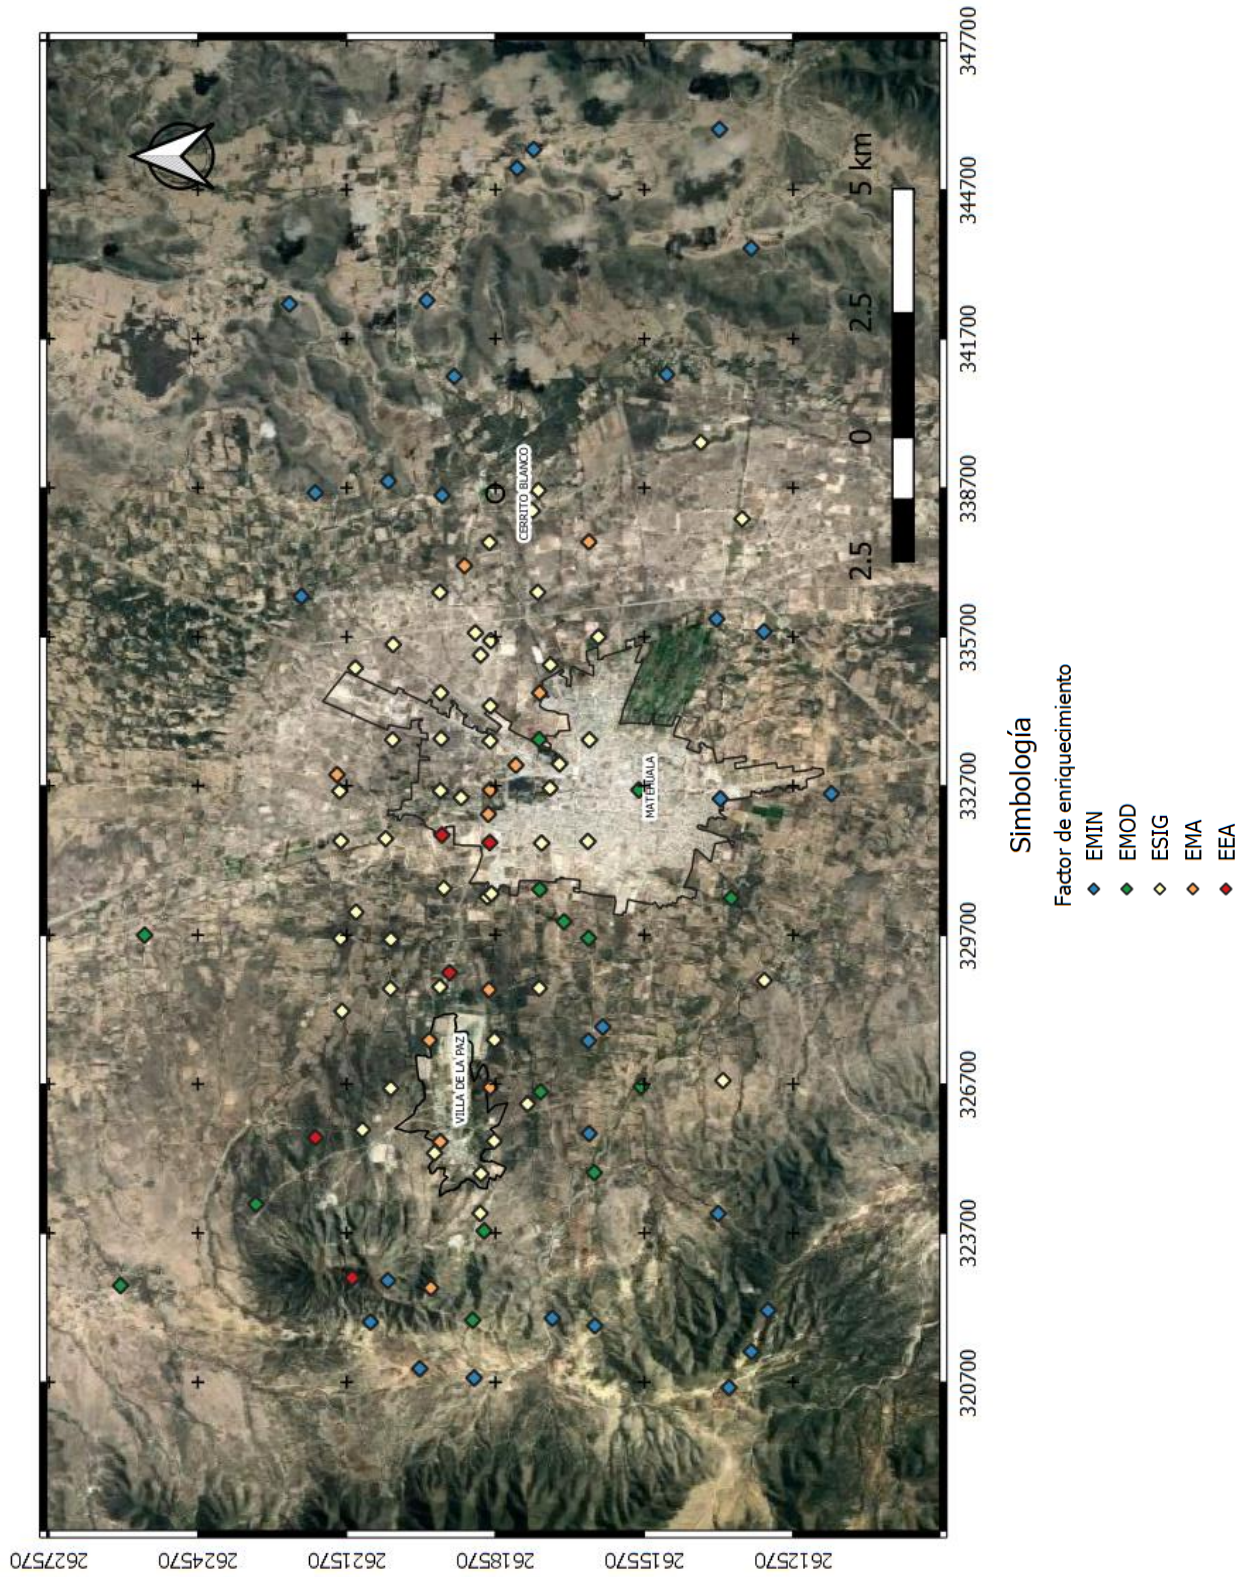 2627570
2624570
2621570
2618570
2615570
2612570
320700
323700
326700
329700
332700
335700
338700
341700
344700
347700
VILLA DE LA PAZ
MATEHUALA
CERRITO BLANCO
2.5 0 2.5 5 km
Simbología
Factor de enriquecimiento
EMIN
EMOD
ESIG
EMA
EEA